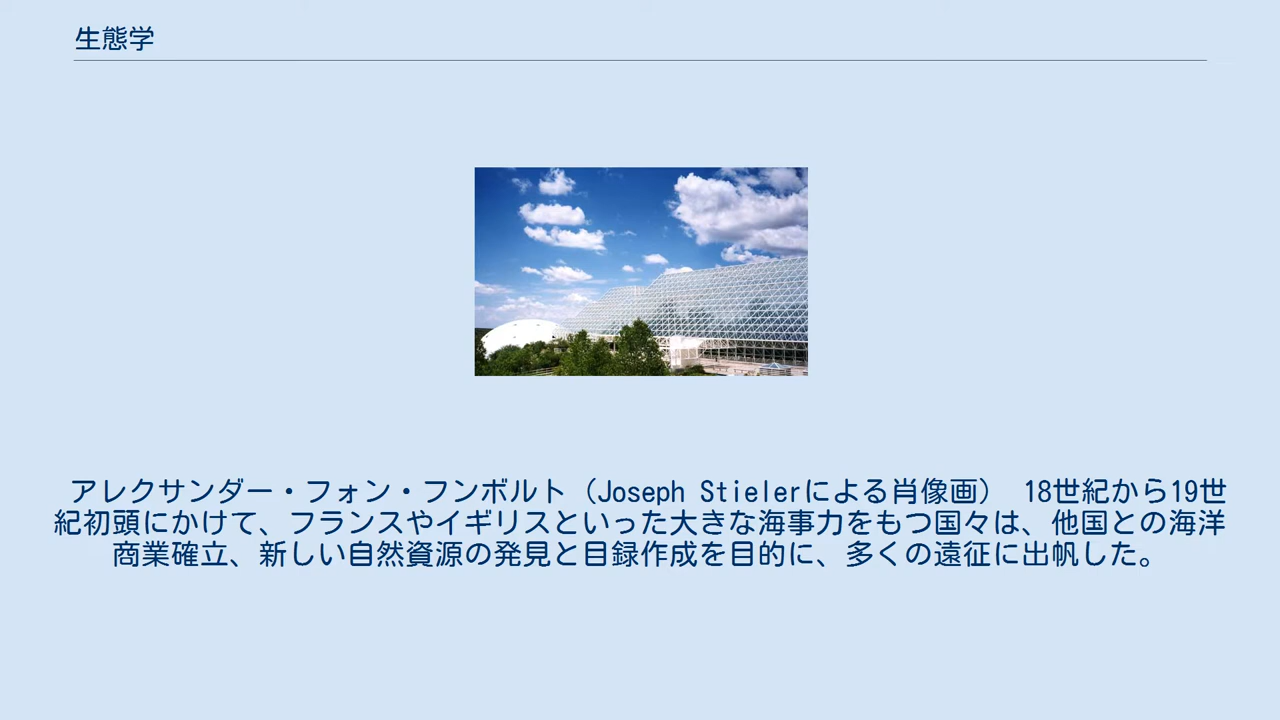 生態学
アレクサンダー・フォン・フンボルト（Joseph Stielerによる肖像画） 18世紀から19世
紀初頭にかけて、フランスやイギリスといった大きな海事力をもつ国々は、他国との海洋
商業確立、新しい自然資源の発見と目録作成を目的に、多くの遠征に出帆した。